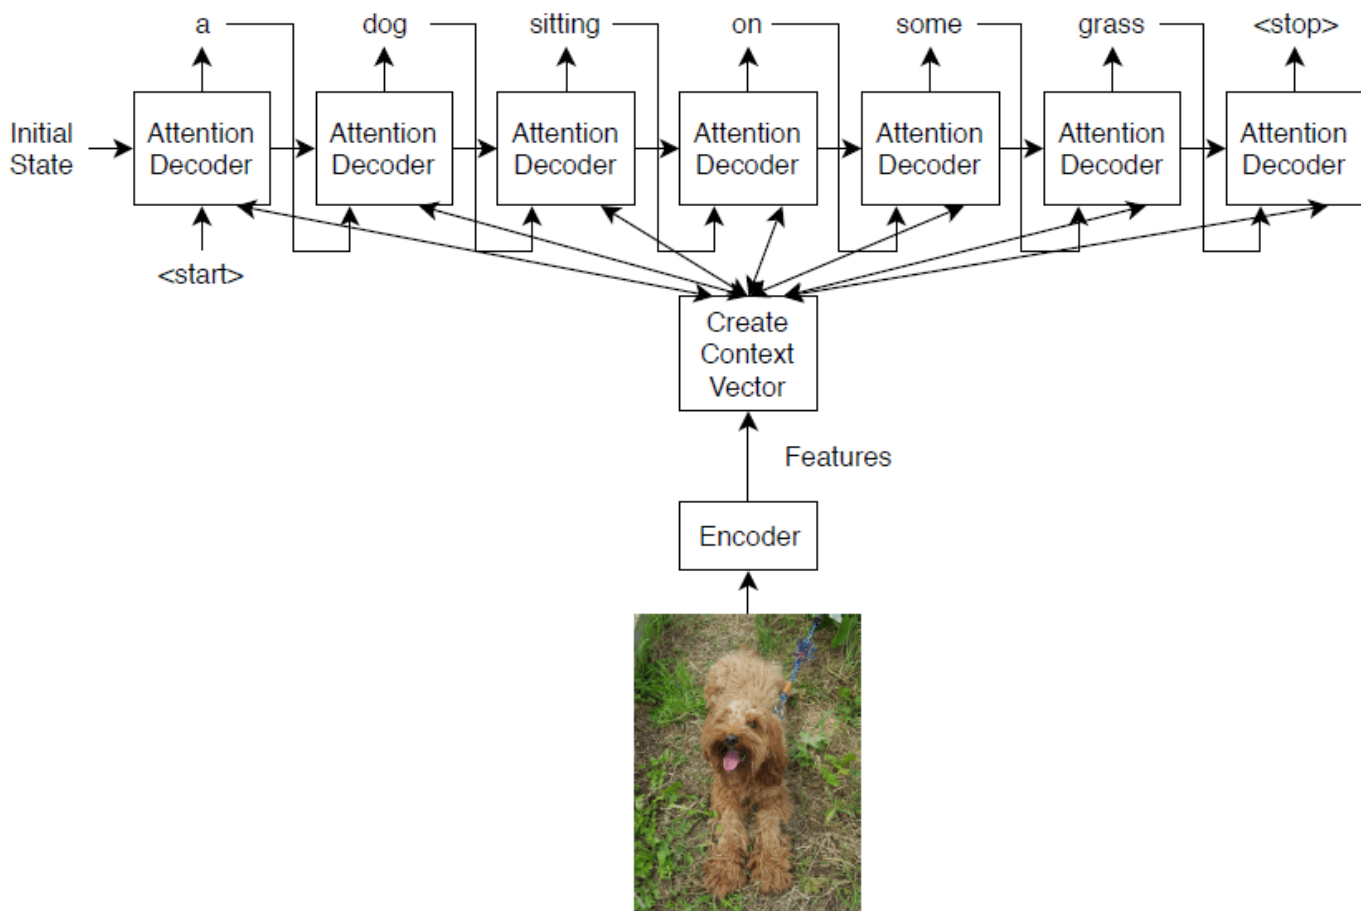 a dog sitting on some grass <stop>
Initial
State
Attention
Decoder
Attention
Decoder
Attention
Decoder
Attention
Decoder
Attention
Decoder
Attention
Decoder
Attention
Decoder
<start>
Create
Context
Vector
Features
Encoder